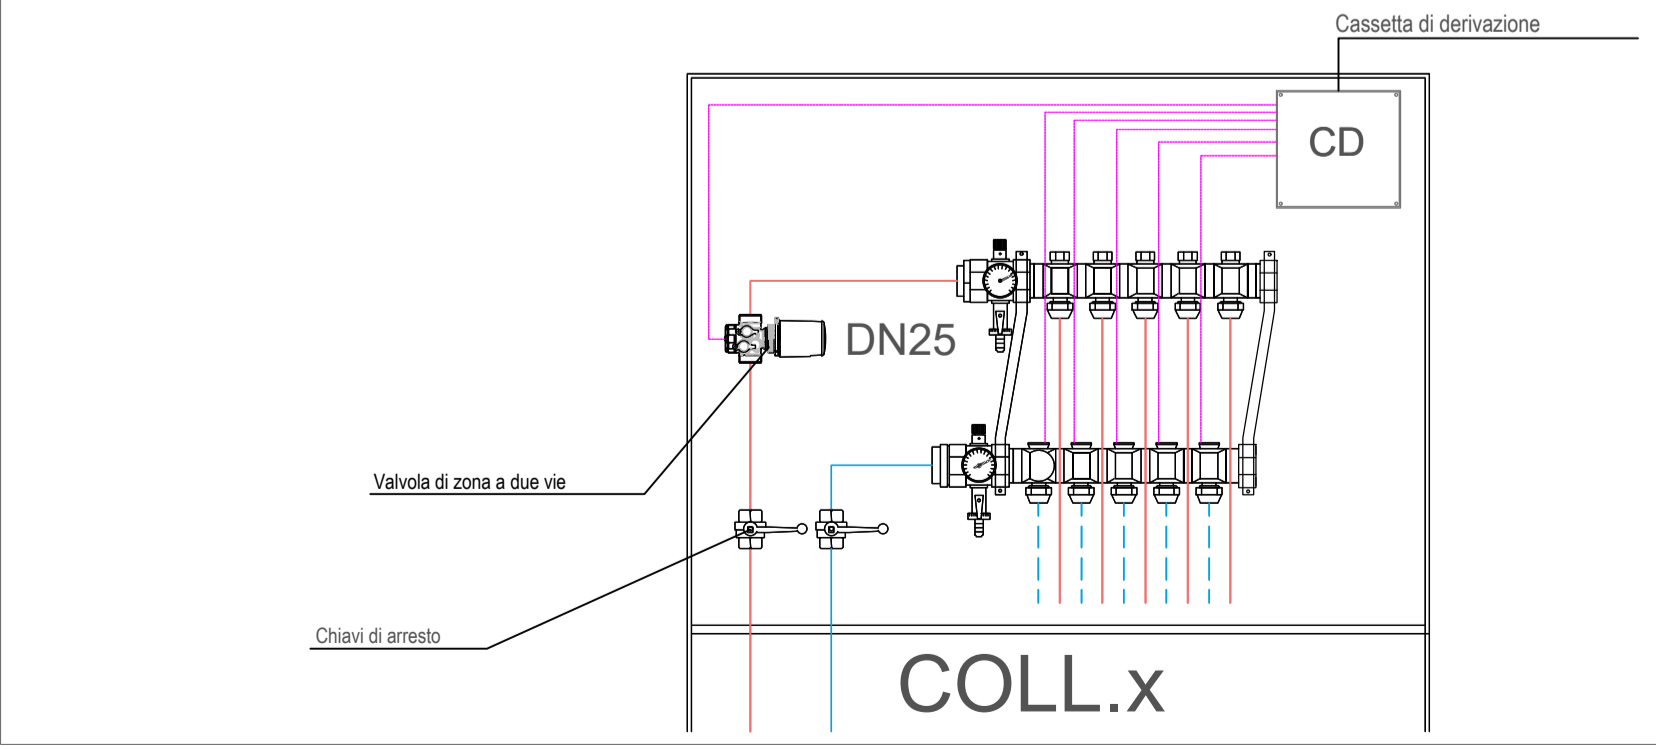 Cassetta di derivazione
CD
DN25
Valvola di zona a due vie
Chiavi di arresto
COLL.x